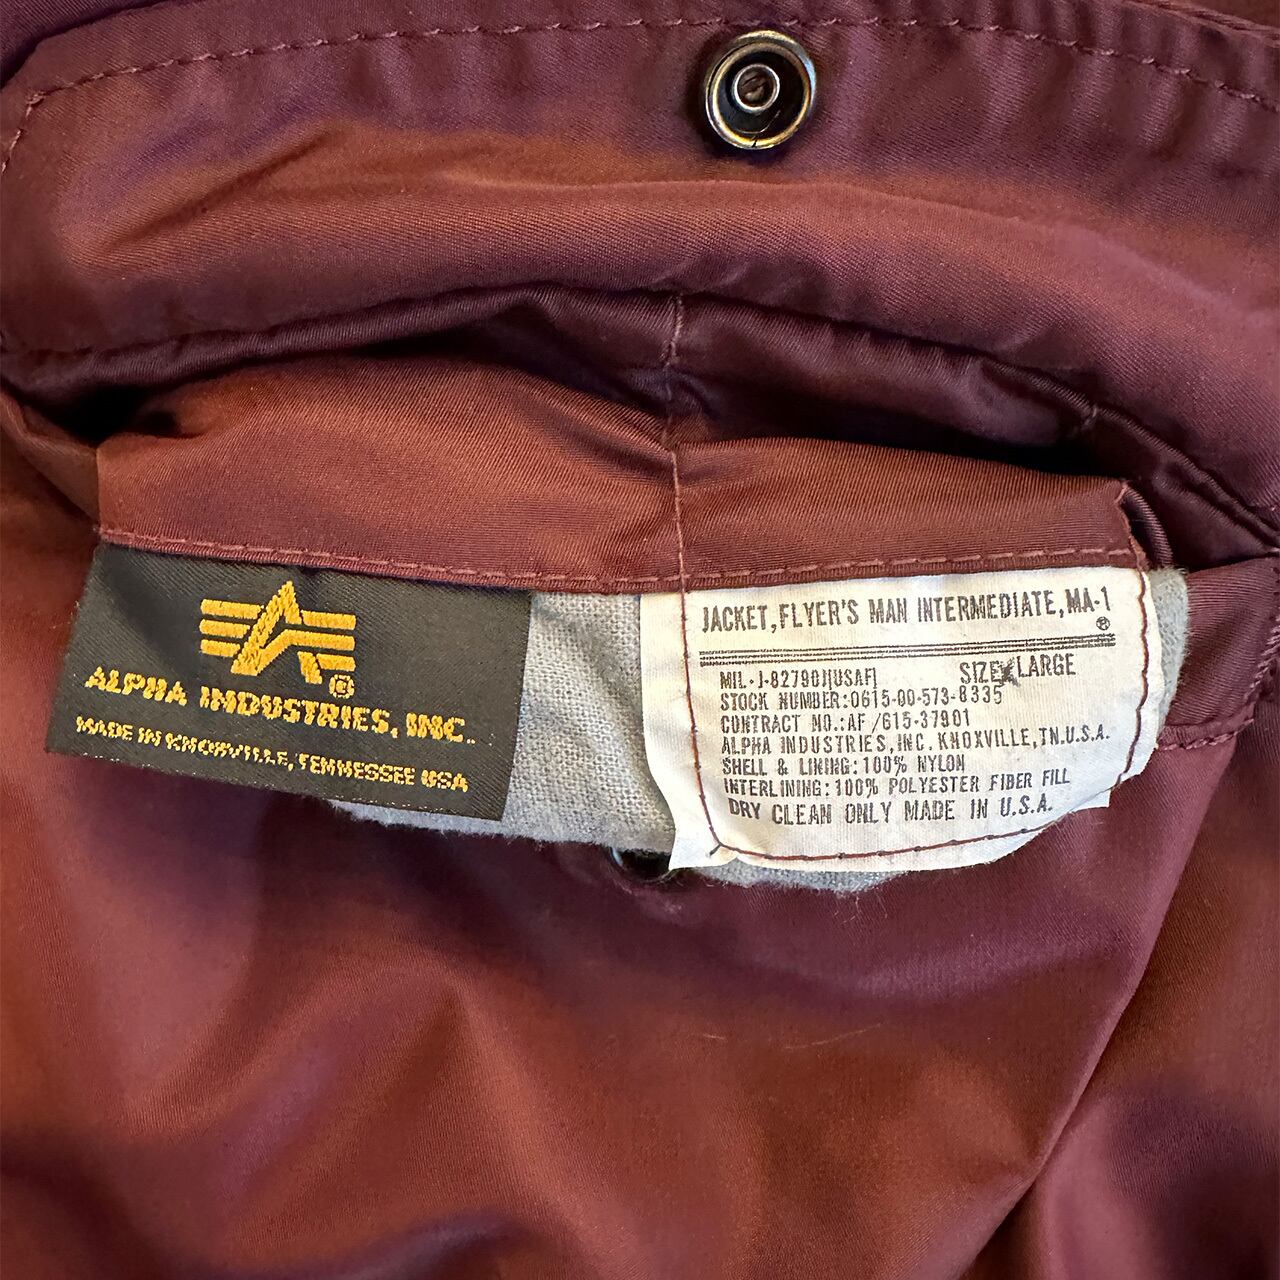 ALPHA INDUSTRIES, INC.
MADE IN KNOXVILLE, TENNESSEE USA
JACKET, FLYER'S MAN INTERMEDIATE, MA-1
®
MIL·J-8279DJ(USAF) SIZE X LARGE
STOCK NUMBER:0615-00-573-8335
CONTRACT NO.:AF/615-37901
ALPHA INDUSTRIES, INC. KNOXVILLE, TN.U.S.A.
SHELL & LINING: 100% NYLON
INTERLINING: 100% POLYESTER FIBER FILL
DRY CLEAN ONLY MADE IN U.S.A.